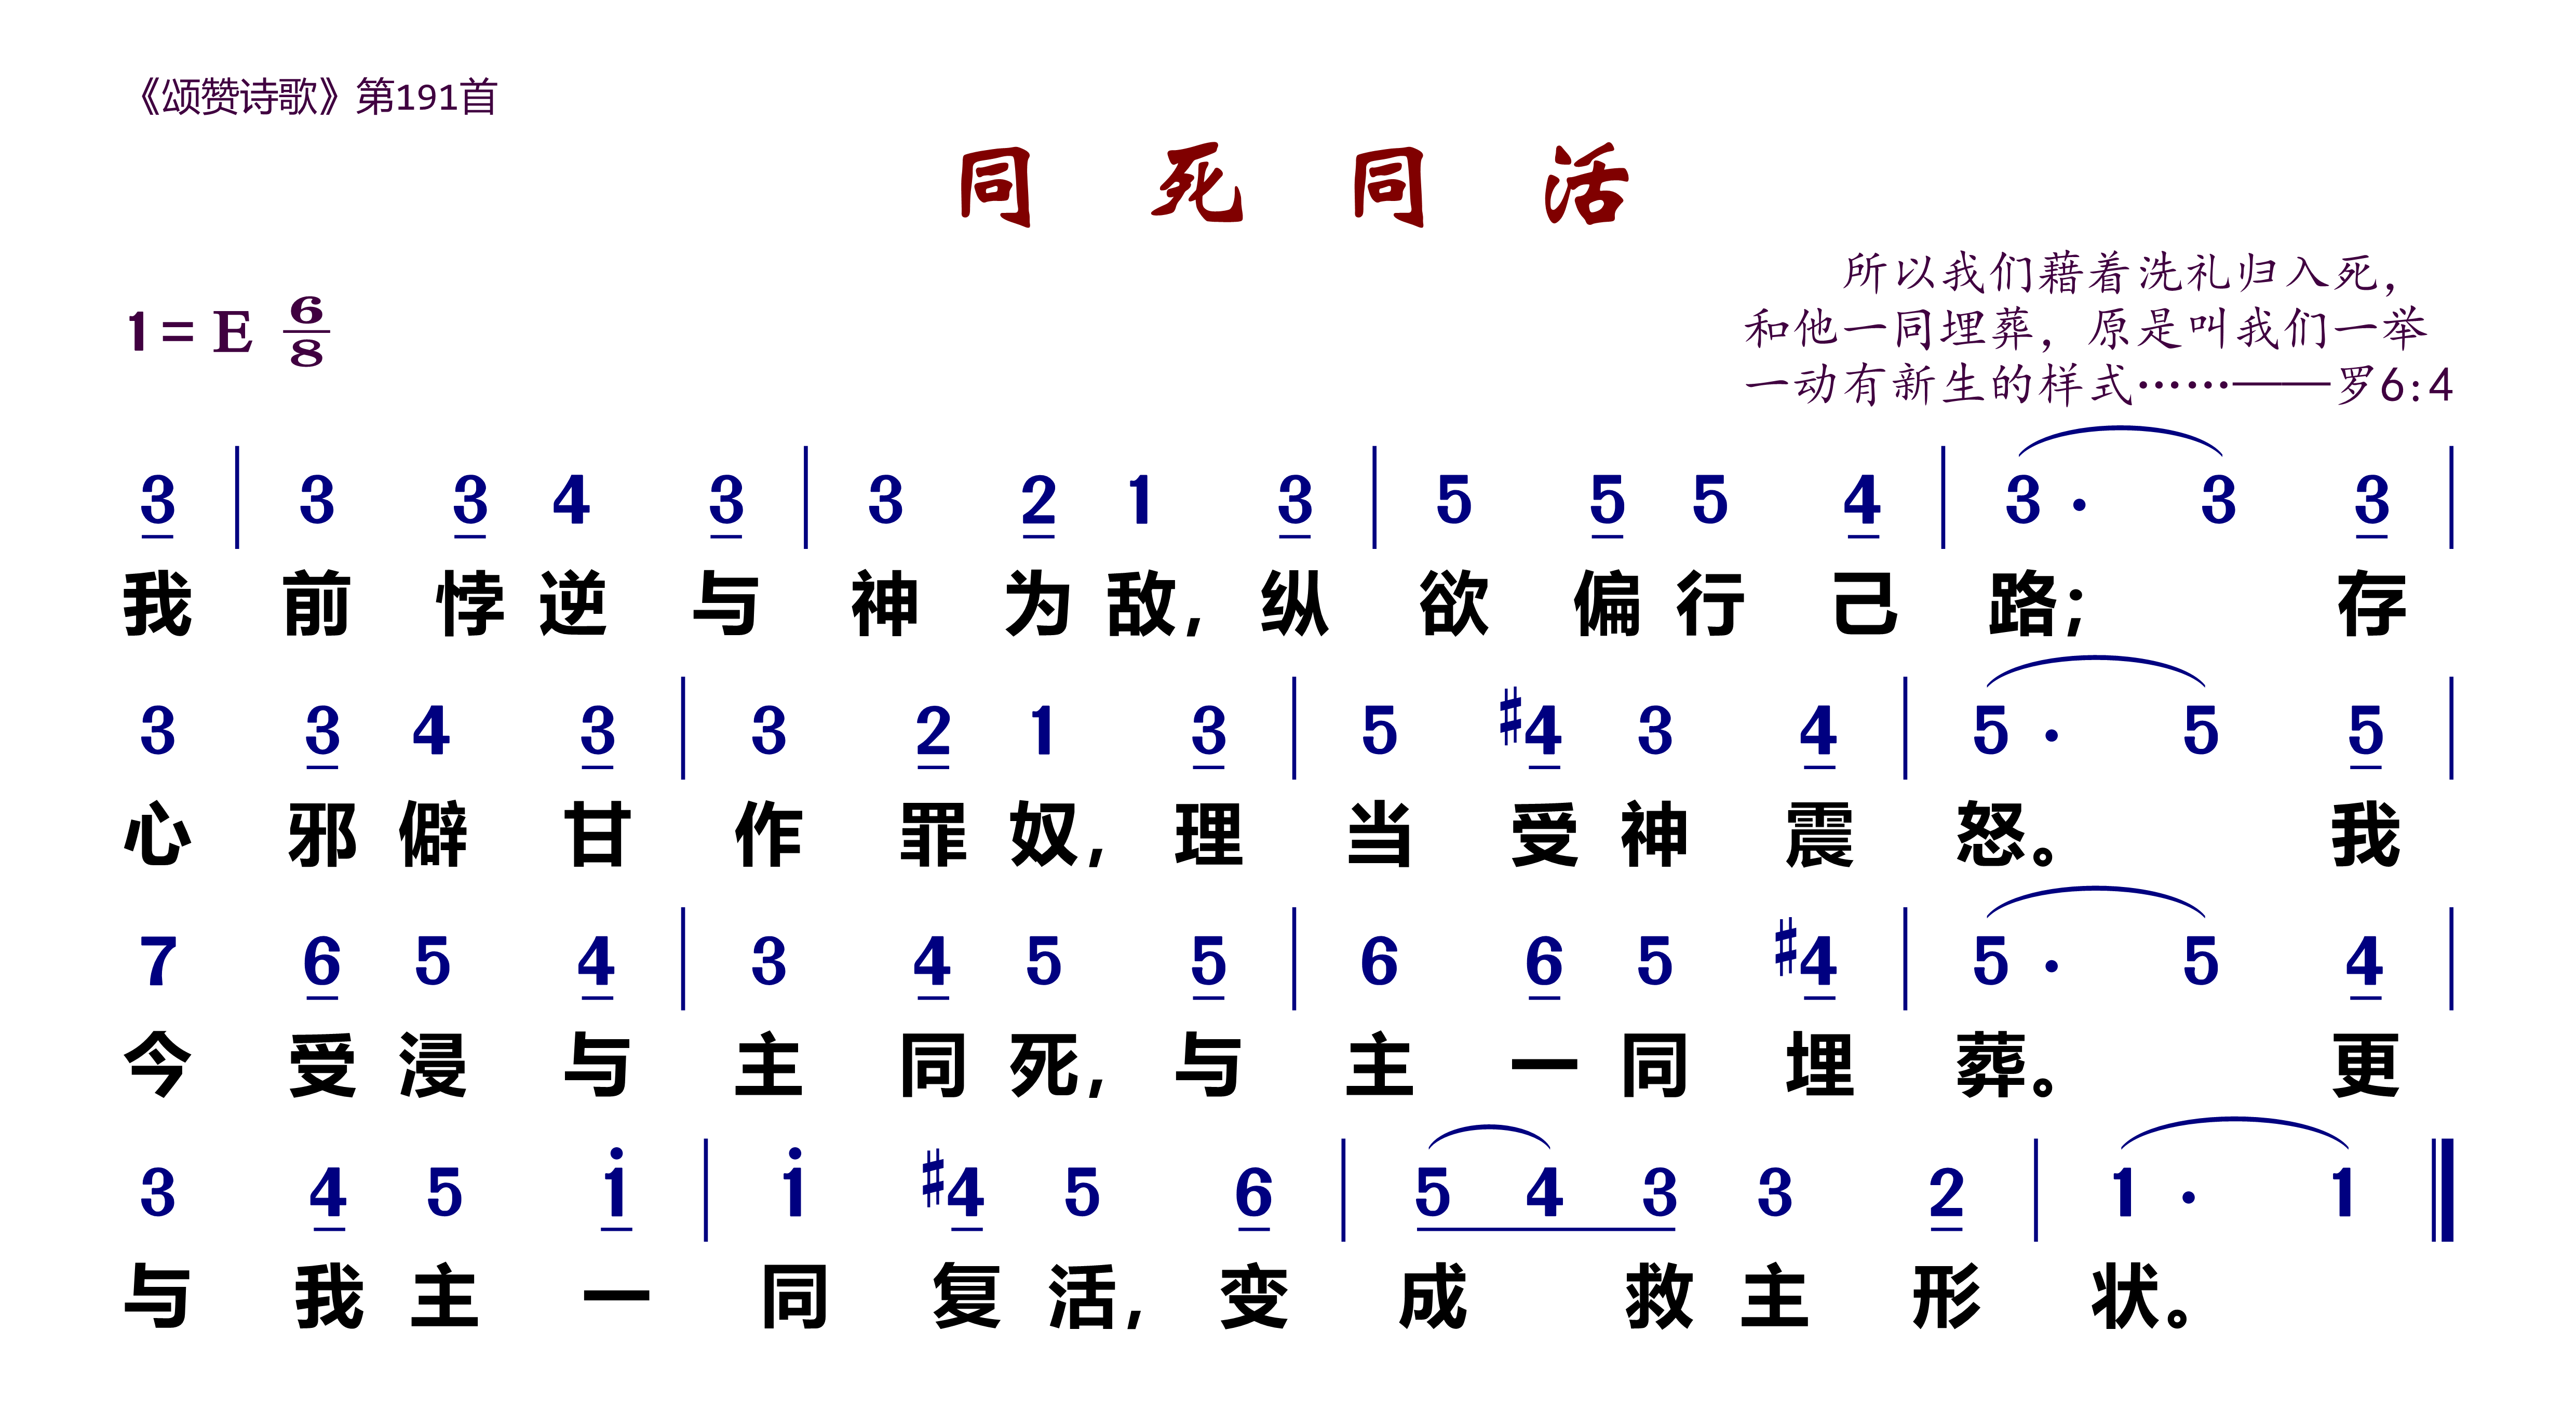 《颂赞诗歌》第191首
同 死 同 活
所以我们藉着洗礼归入死，
和他一同埋葬，原是叫我们一举
一动有新生的样式……——罗6:4
1= E 6/8
3 | 3 3 4 3 | 3 2 1 3 | 5 5 5 4 | 3 · 3 3 |
我 前 悖 逆 与 神 为 敌， 纵 欲 偏 行 己 路； 存
3 3 4 3 | 3 2 1 3 | 5 #4 3 4 | 5 · 5 5 |
心 邪 僻 甘 作 罪 奴， 理 当 受 神 震 怒。 我
7 6 5 4 | 3 4 5 5 | 6 6 5 #4 | 5 · 5 4 |
今 受 浸 与 主 同 死， 与 主 一 同 埋 葬。 更
3 4 5 i | i #4 5 6 | 5 4 3 3 2 | 1 · 1 ‖
与 我 主 一 同 复 活， 变 成 救 主 形 状。